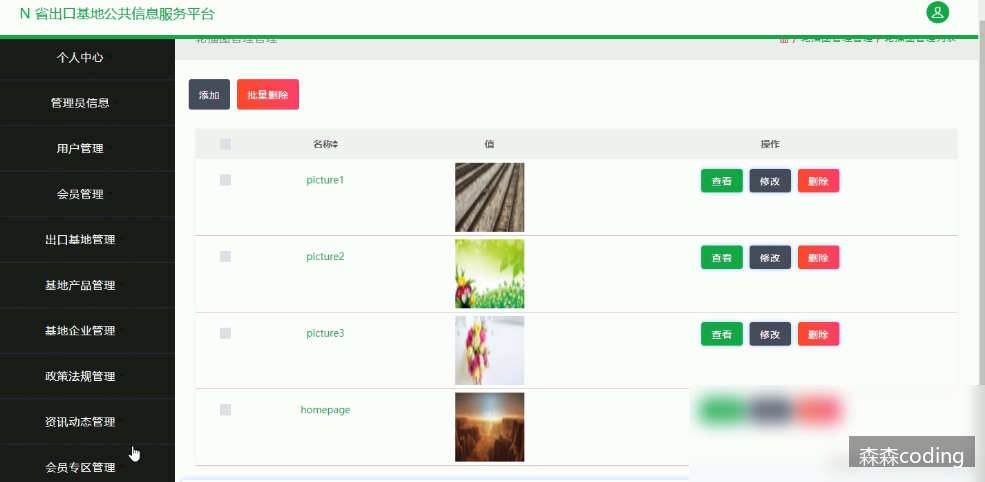 N 省出口基地公共信息服务平台
个人中心
管理员信息
用户管理
会员管理
出口基地管理
基地产品管理
基地企业管理
政策法规管理
资讯动态管理
会员专区管理
添加
批量删除
名称 值 操作
picture1 查看 修改 删除
picture2 查看 修改 删除
picture3 查看 修改 删除
homepage
森森coding